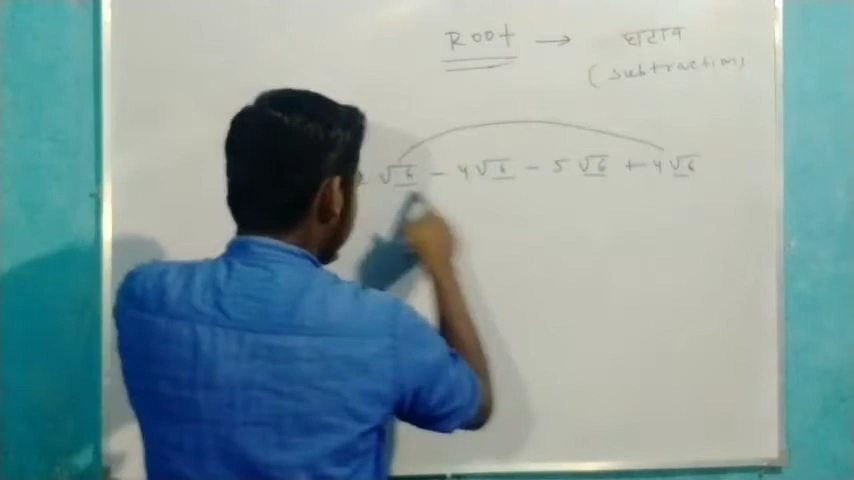 Root → घटाव
(subtraction)
√6 - 4√6 - 5√6 + 4√6